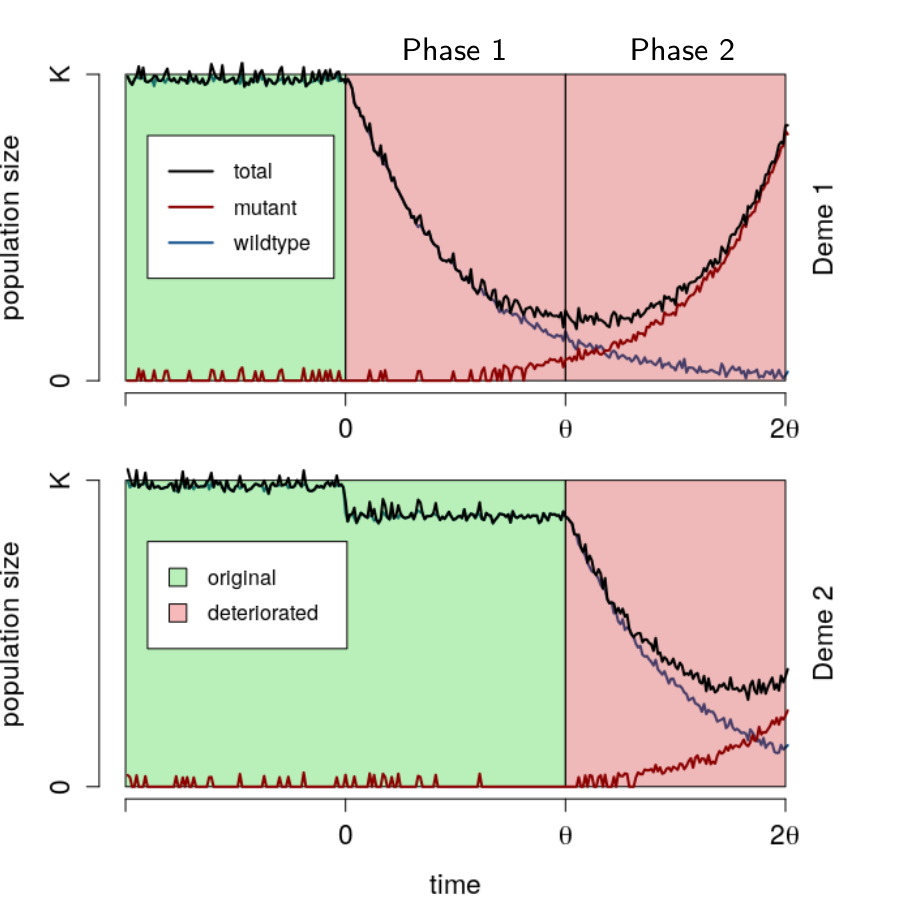 Phase 1 Phase 2
K
total
mutant
wildtype
population size
Deme 1
0
0 θ 2θ
K
original
deteriorated
population size
Deme 2
0
0 θ 2θ
time